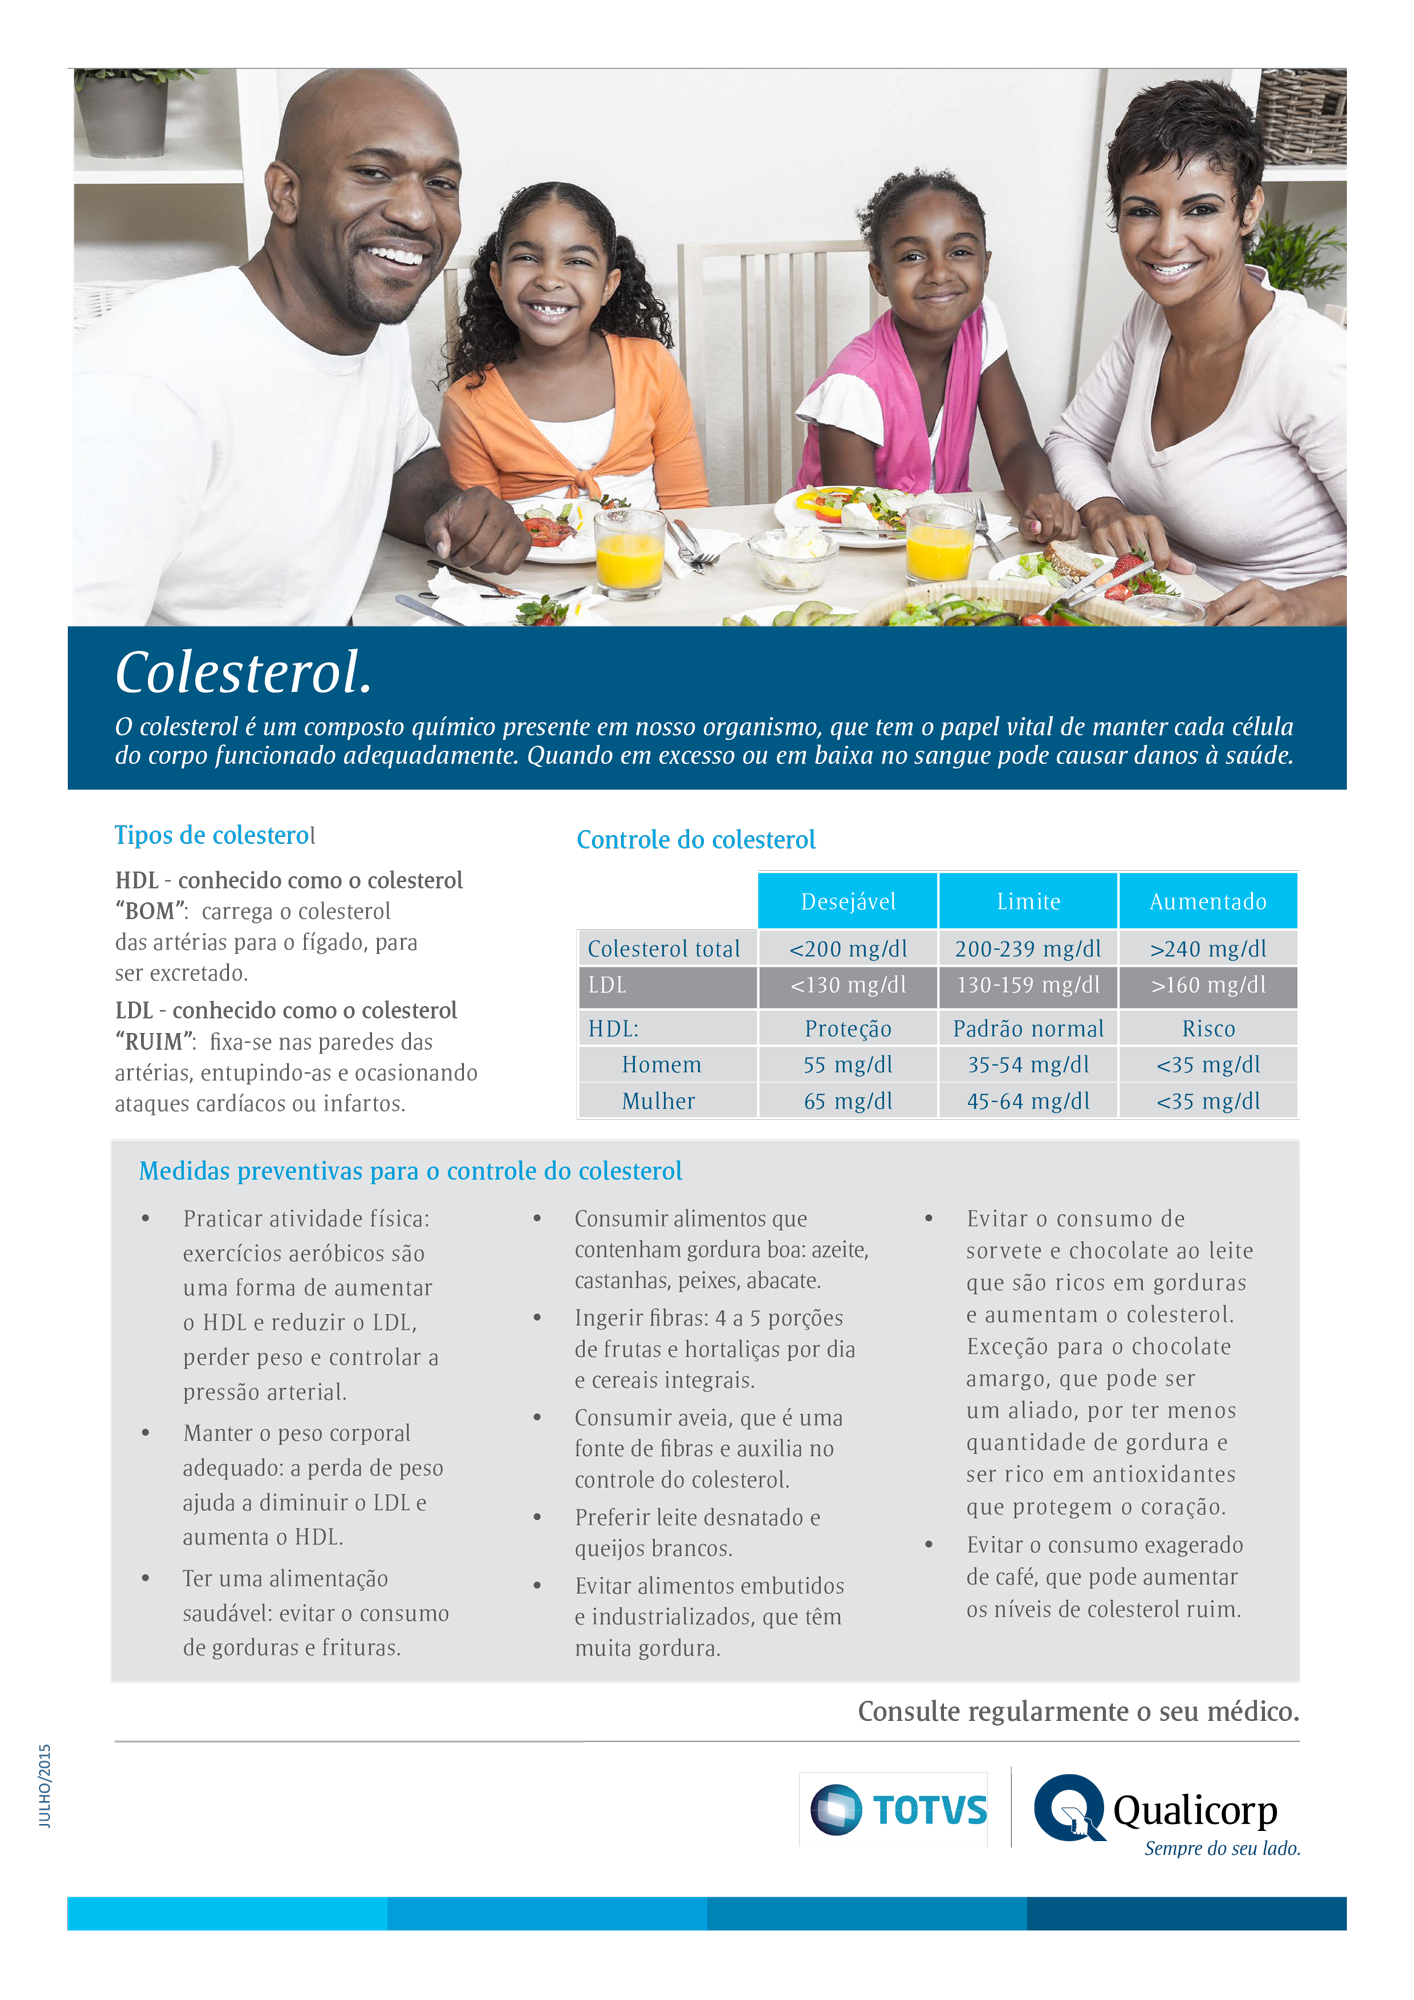 Colesterol.
O colesterol é um composto químico presente em nosso organismo, que tem o papel vital de manter cada célula
do corpo funcionado adequadamente. Quando em excesso ou em baixa no sangue pode causar danos à saúde.
Tipos de colesterol
HDL - conhecido como o colesterol
“BOM”: carrega o colesterol
das artérias para o fígado, para
ser excretado.
LDL - conhecido como o colesterol
“RUIM”: fixa-se nas paredes das
artérias, entupindo-as e ocasionando
ataques cardíacos ou infartos.
Controle do colesterol
Desejável Limite Aumentado
Colesterol total <200 mg/dl 200-239 mg/dl >240 mg/dl
LDL <130 mg/dl 130-159 mg/dl >160 mg/dl
HDL: Proteção Padrão normal Risco
Homem 55 mg/dl 35-54 mg/dl <35 mg/dl
Mulher 65 mg/dl 45-64 mg/dl <35 mg/dl
Medidas preventivas para o controle do colesterol
• Praticar atividade física:
exercícios aeróbicos são
uma forma de aumentar
o HDL e reduzir o LDL,
perder peso e controlar a
pressão arterial.
• Manter o peso corporal
adequado: a perda de peso
ajuda a diminuir o LDL e
aumenta o HDL.
• Ter uma alimentação
saudável: evitar o consumo
de gorduras e frituras.
• Consumir alimentos que
contenham gordura boa: azeite,
castanhas, peixes, abacate.
• Ingerir fibras: 4 a 5 porções
de frutas e hortaliças por dia
e cereais integrais.
• Consumir aveia, que é uma
fonte de fibras e auxilia no
controle do colesterol.
• Preferir leite desnatado e
queijos brancos.
• Evitar alimentos embutidos
e industrializados, que têm
muita gordura.
• Evitar o consumo de
sorvete e chocolate ao leite
que são ricos em gorduras
e aumentam o colesterol.
Exceção para o chocolate
amargo, que pode ser
um aliado, por ter menos
quantidade de gordura e
ser rico em antioxidantes
que protegem o coração.
• Evitar o consumo exagerado
de café, que pode aumentar
os níveis de colesterol ruim.
Consulte regularmente o seu médico.
JULHO/2015
TOTVS
Qualicorp
Sempre do seu lado.